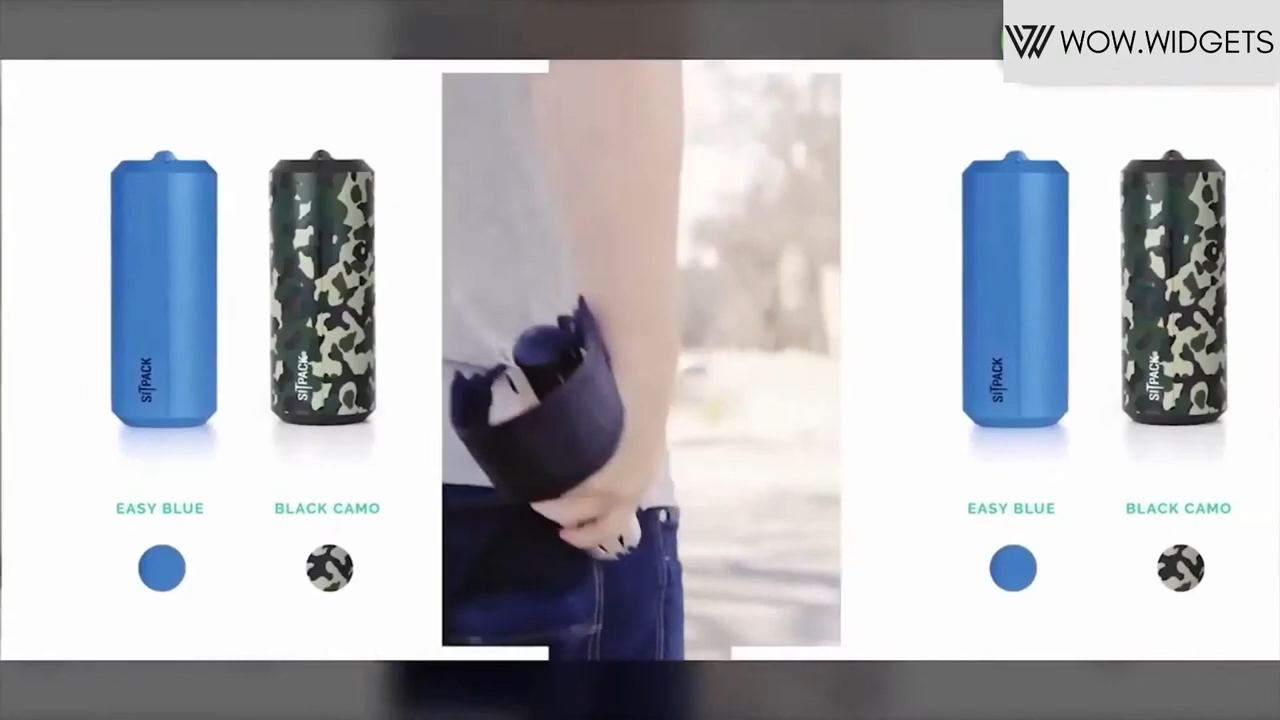 WOW.WIDGETS
SITPACK
SITPACK
SITPACK
SITPACK
EASY BLUE
BLACK CAMO
EASY BLUE
BLACK CAMO